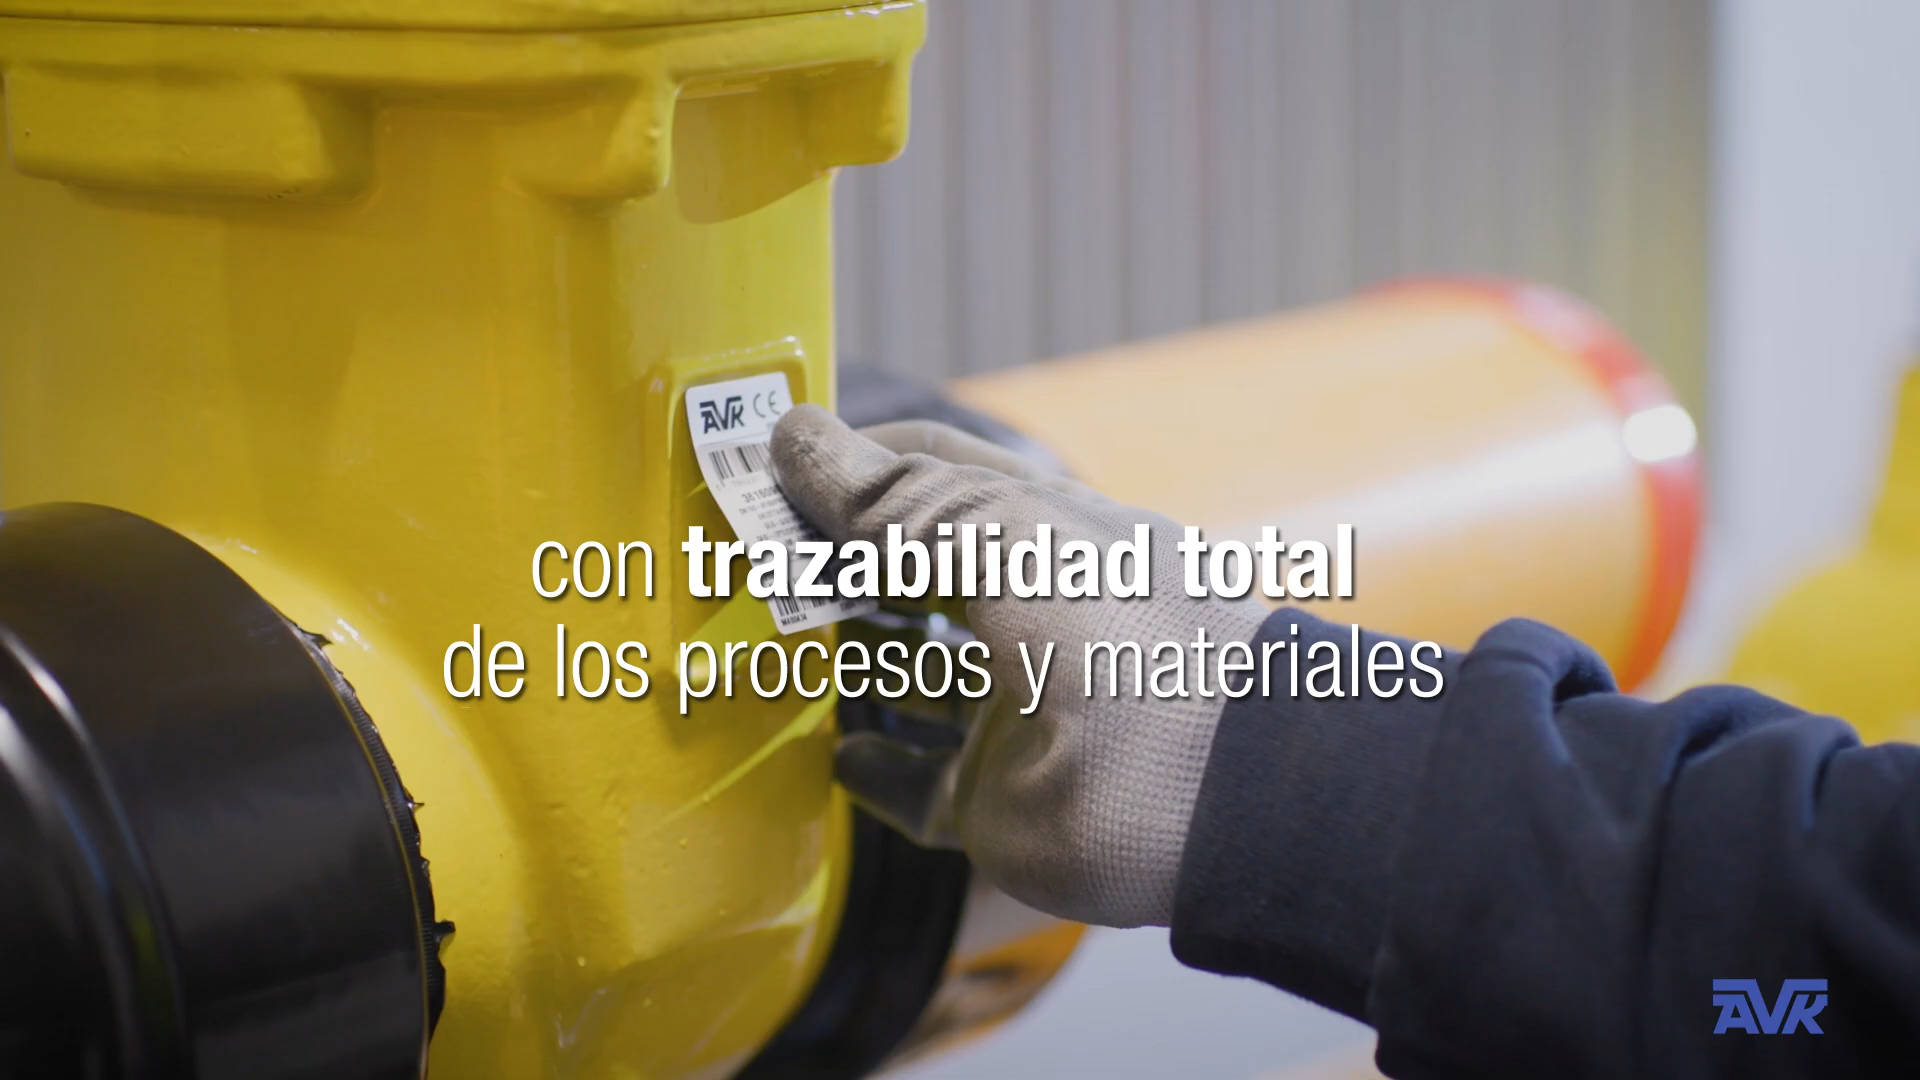 AVK CE
con trazabilidad total
de los procesos y materiales
AVK